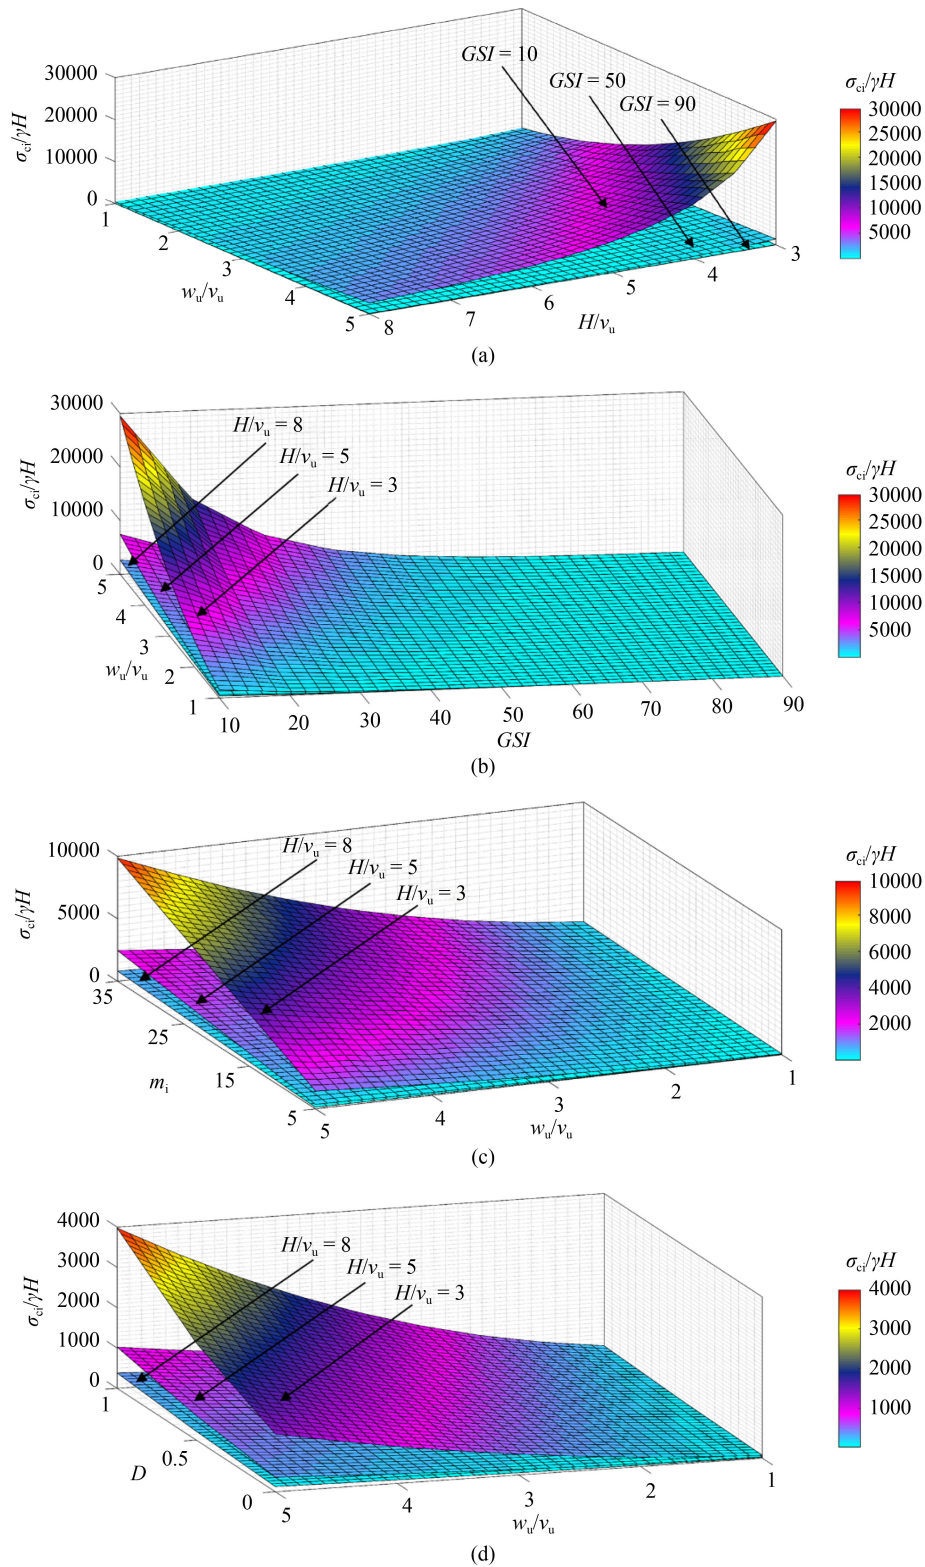 GSI = 10
GSI = 50
GSI = 90
σci/γH
30000
20000
10000
0
1
2
3
4
5
wu/vu
8
7
6
5
4
3
H/vu
σci/γH
30000
25000
20000
15000
10000
5000
(a)
H/vu = 8
H/vu = 5
H/vu = 3
σci/γH
30000
20000
10000
0
5
4
3
2
1
wu/vu
10
20
30
40
50
60
70
80
90
GSI
σci/γH
30000
25000
20000
15000
10000
5000
(b)
H/vu = 8
H/vu = 5
H/vu = 3
σci/γH
10000
5000
0
35
25
15
5
mi
5
4
3
2
1
wu/vu
σci/γH
10000
8000
6000
4000
2000
(c)
H/vu = 8
H/vu = 5
H/vu = 3
σci/γH
4000
3000
2000
1000
0
1
0.5
0
D
5
4
3
2
1
wu/vu
σci/γH
4000
3000
2000
1000
(d)